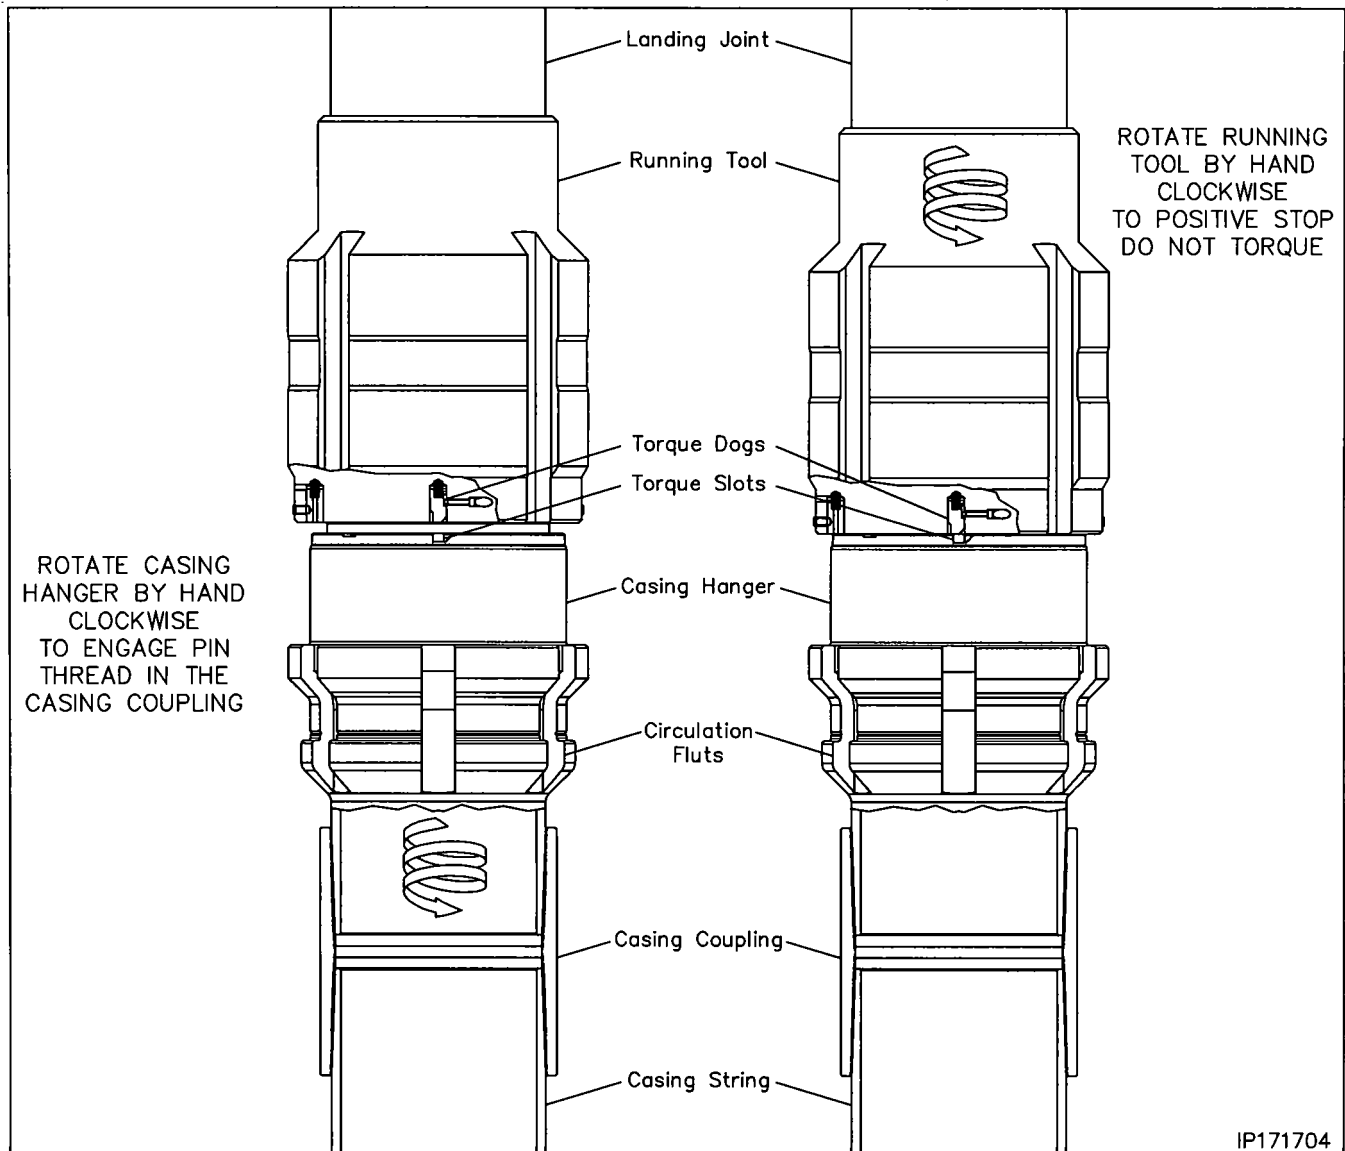 Landing Joint
Running Tool
ROTATE RUNNING
TOOL BY HAND
CLOCKWISE
TO POSITIVE STOP
DO NOT TORQUE
Torque Dogs
Torque Slots
ROTATE CASING
HANGER BY HAND
CLOCKWISE
TO ENGAGE PIN
THREAD IN THE
CASING COUPLING
Casing Hanger
Circulation
Fluts
Casing Coupling
Casing String
IP171704